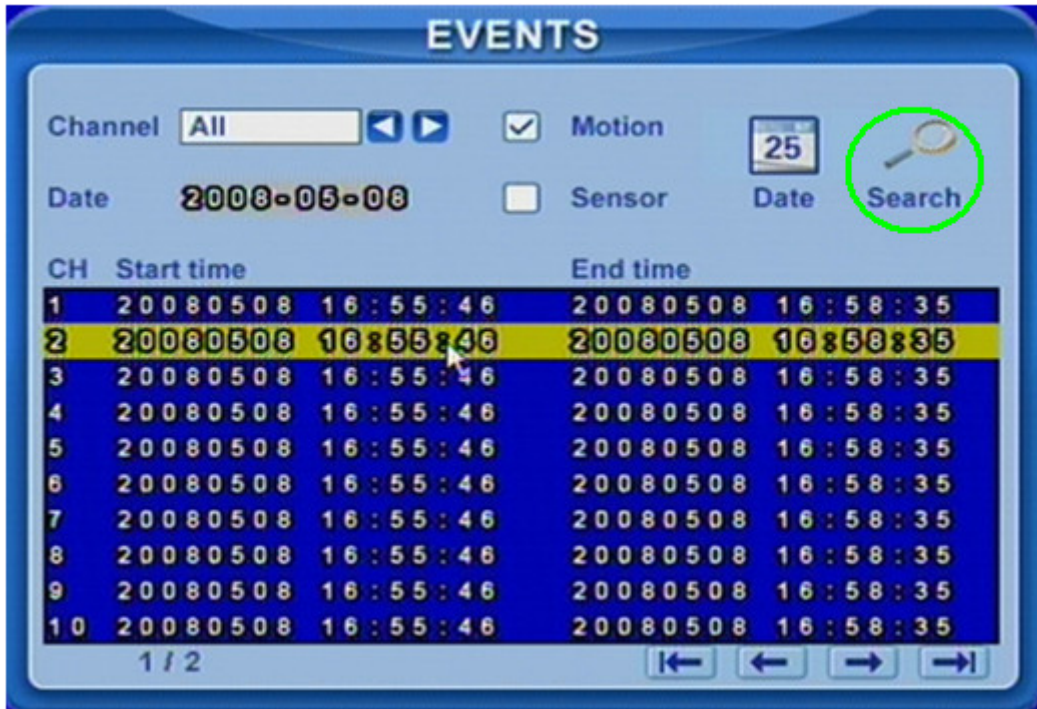 EVENTS
Channel All Motion 25
Date 2008-05-08 Sensor Date Search
CH Start time End time
1 20080508 16:55:46 20080508 16:58:35
2 20080508 16:55:46 20080508 16:58:35
3 20080508 16:55:46 20080508 16:58:35
4 20080508 16:55:46 20080508 16:58:35
5 20080508 16:55:46 20080508 16:58:35
6 20080508 16:55:46 20080508 16:58:35
7 20080508 16:55:46 20080508 16:58:35
8 20080508 16:55:46 20080508 16:58:35
9 20080508 16:55:46 20080508 16:58:35
10 20080508 16:55:46 20080508 16:58:35
1 / 2